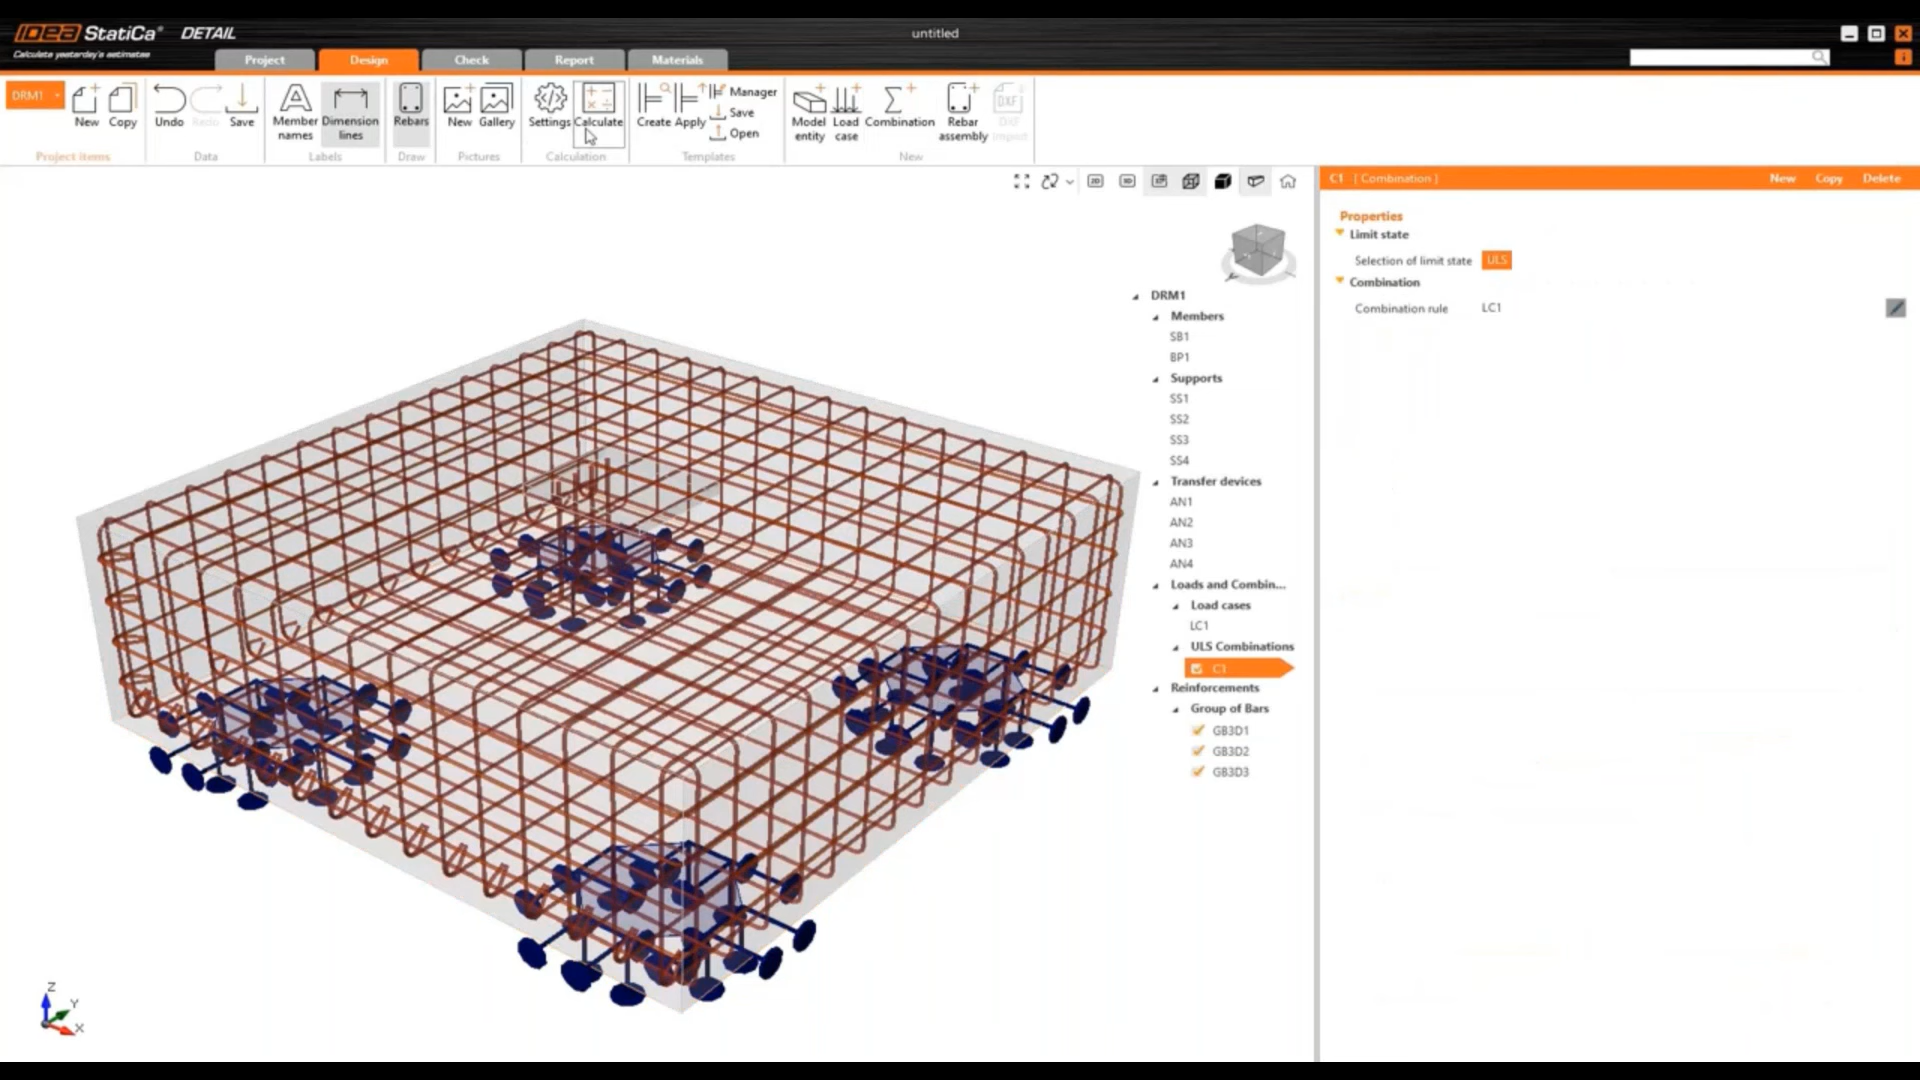 IDEA StatiCa® DETAIL
Calculate yesterday's estimates
untitled
Project Design Check Report Materials
DRM1
New Copy Undo Redo Save Member names Dimension lines Rebars New Gallery Settings Calculate Create Apply Manager Save Open Model entity Load case Combination Rebar assembly DXF Import
Project items Data Labels Draw Pictures Calculation Templates New
C1 [ Combination ] New Copy Delete
Properties
Limit state
Selection of limit state ULS
Combination
Combination rule LC1
DRM1
Members
SB1
BP1
Supports
SS1
SS2
SS3
SS4
Transfer devices
AN1
AN2
AN3
AN4
Loads and Combin...
Load cases
LC1
ULS Combinations
C1
Reinforcements
Group of Bars
GB3D1
GB3D2
GB3D3
Z
Y
X